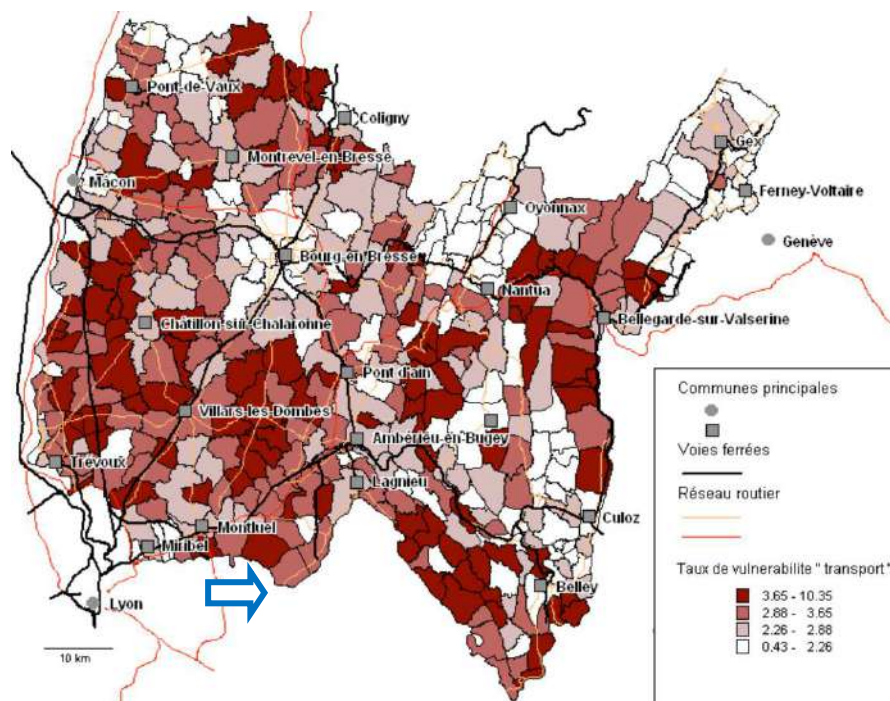 Pont-de-Vaux
Coligny
Montrevel-en-Bresse
Gex
Mâcon
Ferney-Voltaire
Oyonnax
Genève
Bourg-en-Bresse
Nantua
Bellegarde-sur-Valserine
Châtillon-sur-Chalaronne
Pont d'ain
Villars-les-Dombes
Ambérieu-en-Bugey
Trévoux
Lagnieu
Culoz
Montluel
Miribel
Belley
Lyon
10 km
Communes principales
Voies ferrées
Réseau routier
Taux de vulnerabilite " transport "
3.65 - 10.35
2.88 - 3.65
2.26 - 2.88
0.43 - 2.26